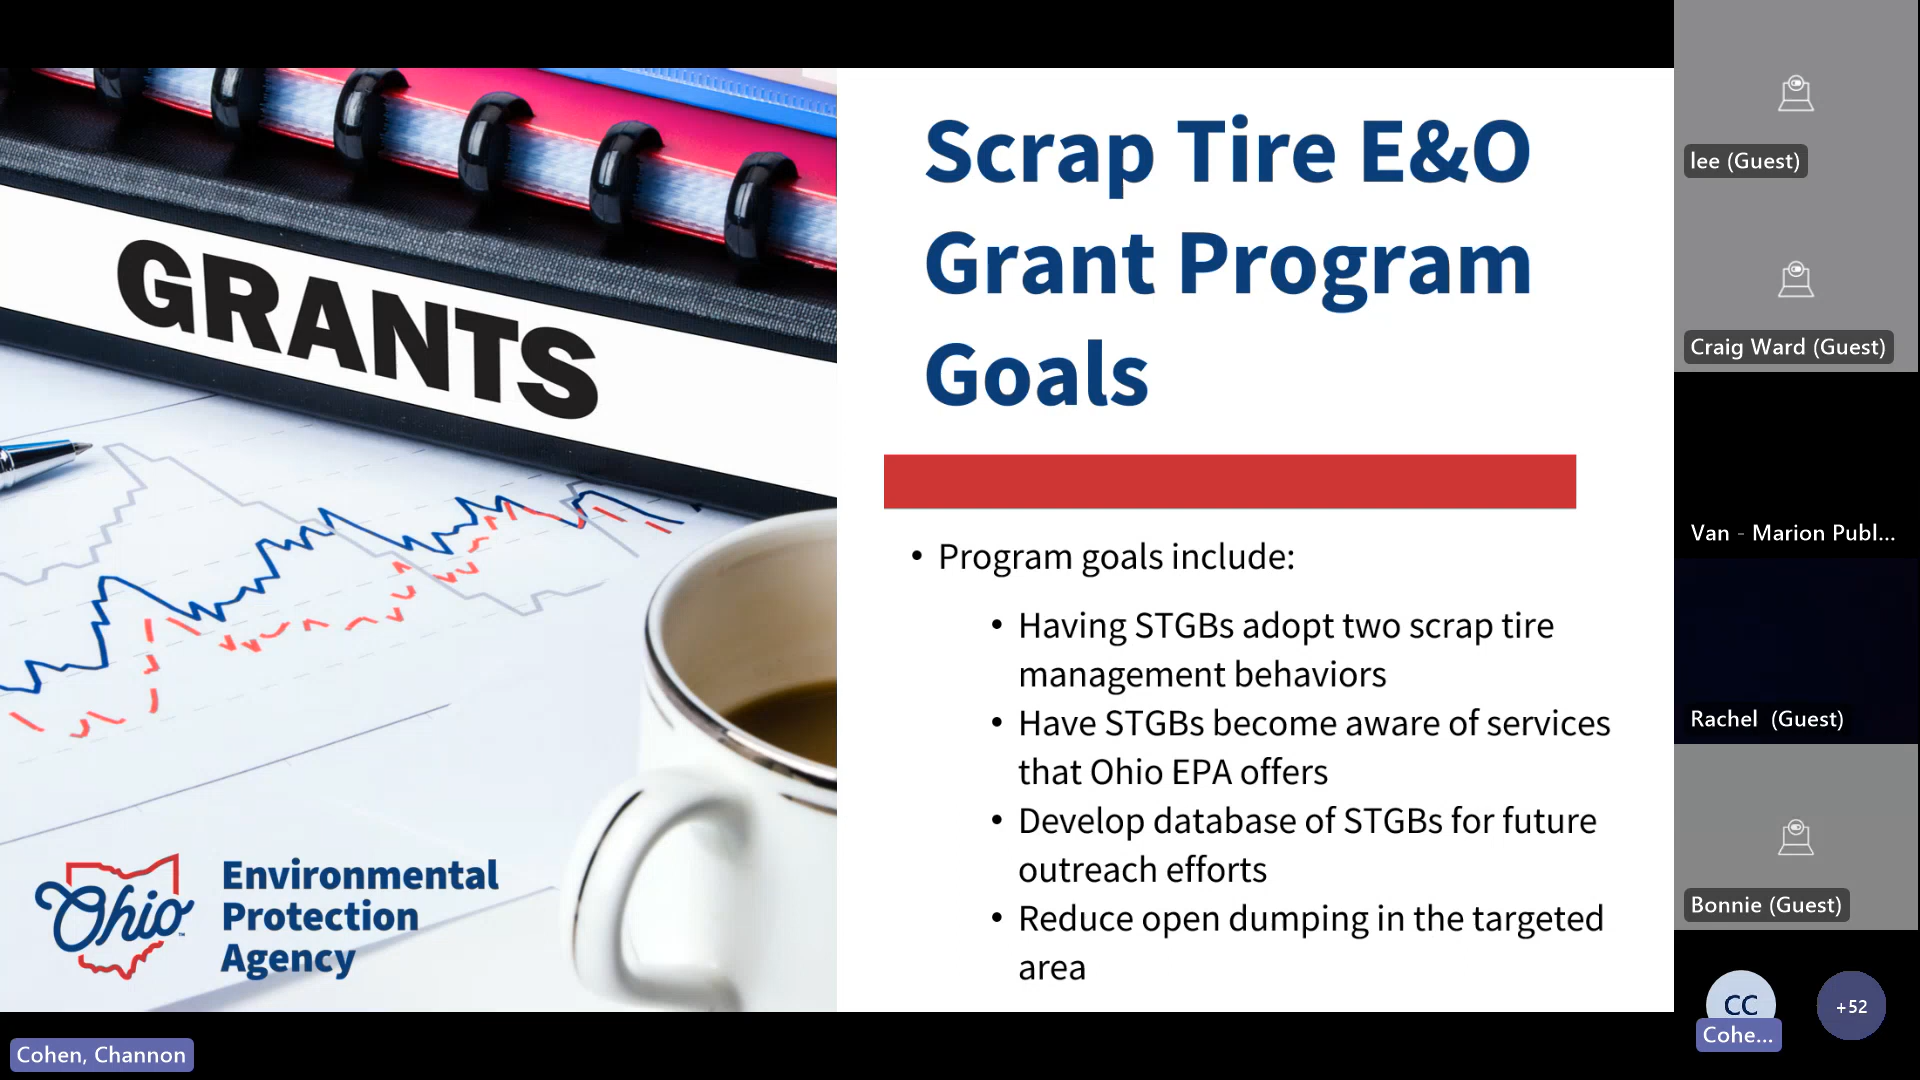 GRANTS
Scrap Tire E&O
Grant Program
Goals
• Program goals include:
• Having STGBs adopt two scrap tire
management behaviors
• Have STGBs become aware of services
that Ohio EPA offers
• Develop database of STGBs for future
outreach efforts
• Reduce open dumping in the targeted
area
Ohio™
Environmental
Protection
Agency
Cohen, Channon
lee (Guest)
Craig Ward (Guest)
Van - Marion Publ...
Rachel (Guest)
Bonnie (Guest)
CC
Cohe...
+52